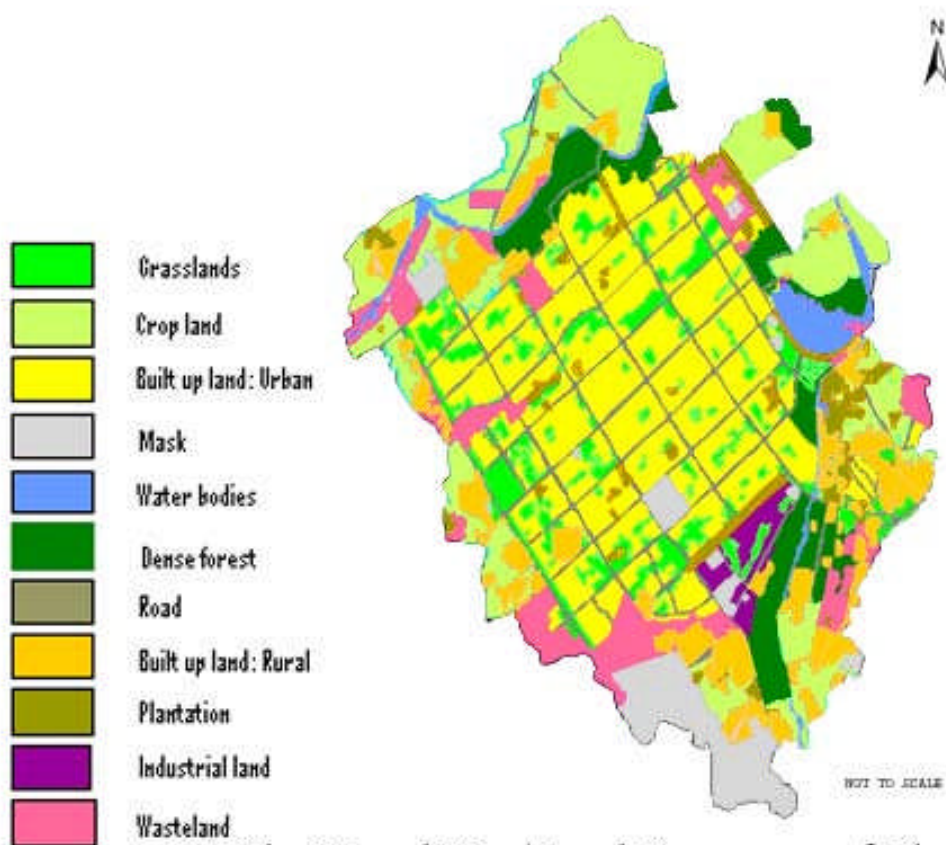 N
Grasslands
Crop land
Built up land: Urban
Mask
Water bodies
Dense forest
Road
Built up land: Rural
Plantation
Industrial land
Wasteland
NOT TO SCALE